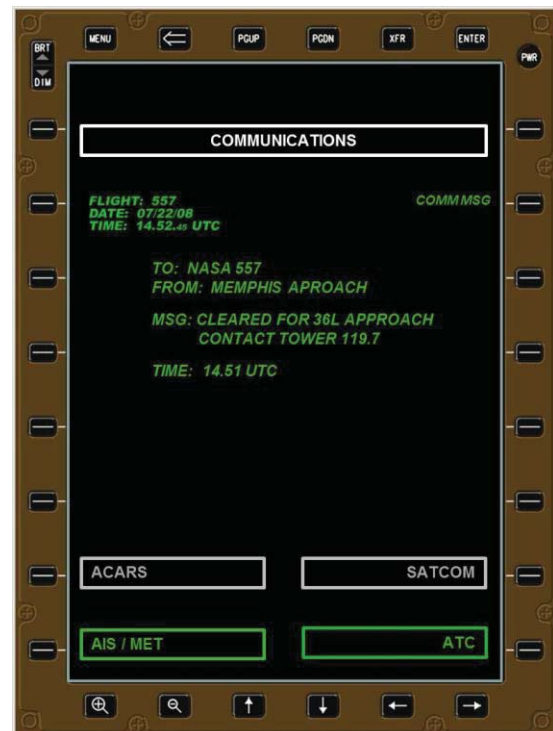 BRT
DIM
MENU
PGUP
PGDN
XFR
ENTER
PWR
COMMUNICATIONS
FLIGHT: 557
COMM MSG
DATE: 07/22/08
TIME: 14.52.45 UTC
TO: NASA 557
FROM: MEMPHIS APROACH
MSG: CLEARED FOR 36L APPROACH
CONTACT TOWER 119.7
TIME: 14.51 UTC
ACARS
SATCOM
AIS / MET
ATC